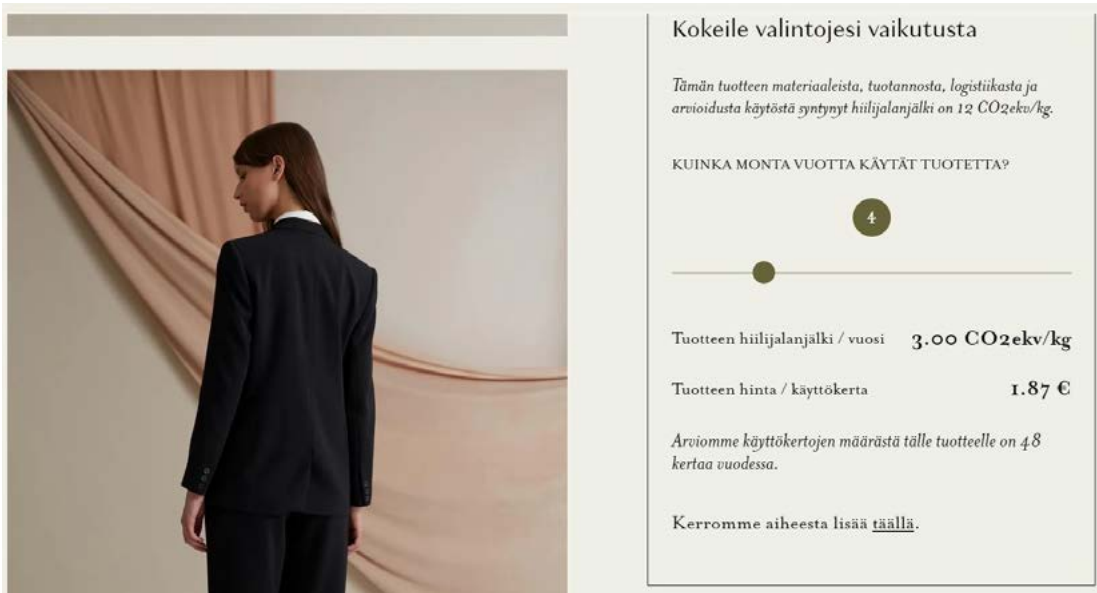 Kokeile valintojesi vaikutusta
Tämän tuotteen materiaaleista, tuotannosta, logistiikasta ja
arvioidusta käytöstä syntynyt hiilijalanjälki on 12 CO2ekv/kg.
KUINKA MONTA VUOTTA KÄYTÄT TUOTETTA?
4
Tuotteen hiilijalanjälki / vuosi 3.00 CO2ekv/kg
Tuotteen hinta / käyttökerta 1.87 €
Arviomme käyttökertojen määrästä tälle tuotteelle on 48
kertaa vuodessa.
Kerromme aiheesta lisää täällä.